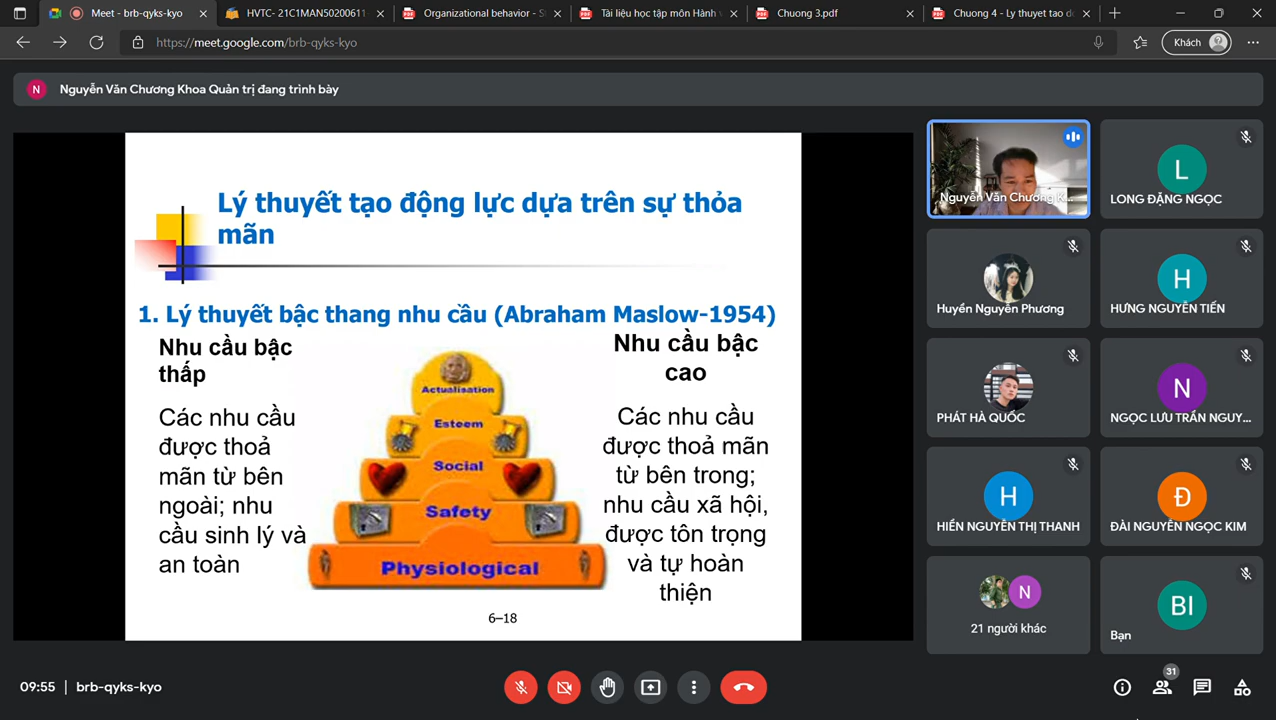 Meet - brb-qyks-kyo
HVTC- 21C1MAN50200611
Organizational behavior - S
Tài liệu học tập môn Hành v
Chuong 3.pdf
Chuong 4 - Ly thuyet tao d
https://meet.google.com/brb-qyks-kyo
Khách
N
Nguyễn Văn Chương Khoa Quản trị đang trình bày
Lý thuyết tạo động lực dựa trên sự thỏa
mãn
1. Lý thuyết bậc thang nhu cầu (Abraham Maslow-1954)
Nhu cầu bậc
thấp
Các nhu cầu
được thoả
mãn từ bên
ngoài; nhu
cầu sinh lý và
an toàn
Actualisation
Esteem
Social
Safety
Physiological
Nhu cầu bậc
cao
Các nhu cầu
được thoả mãn
từ bên trong;
nhu cầu xã hội,
được tôn trọng
và tự hoàn
thiện
6–18
Nguyễn Văn Chương K...
L
LONG ĐẶNG NGỌC
Huyền Nguyễn Phương
H
HƯNG NGUYỄN TIẾN
PHÁT HÀ QUỐC
N
NGỌC LƯU TRẦN NGUY...
H
HIỀN NGUYỄN THỊ THANH
Đ
ĐÀI NGUYỄN NGỌC KIM
N
21 người khác
BI
Bạn
09:55 | brb-qyks-kyo
31